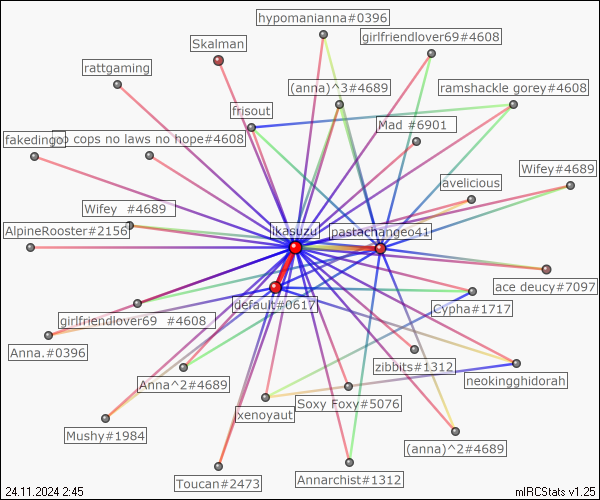 hypomanianna#0396
girlfriendlover69#4608
Skalman
rattgaming
(anna)^3#4689
ramshackle gorey#4608
frisout
Mad #6901
fakedingo
cops no laws no hope#4608
Wifey#4689
avelicious
Wifey #4689
AlpineRooster#2156
ikasuzu
pastachangeo41
ace deucy#7097
default#0617
Cypha#1717
girlfriendlover69 #4608
Anna.#0396
zibbits#1312
neokingghidorah
Anna^2#4689
Soxy Foxy#5076
xenoyaut
Mushy#1984
(anna)^2#4689
Toucan#2473
Annarchist#1312
24.11.2024 2:45
mIRCStats v1.25